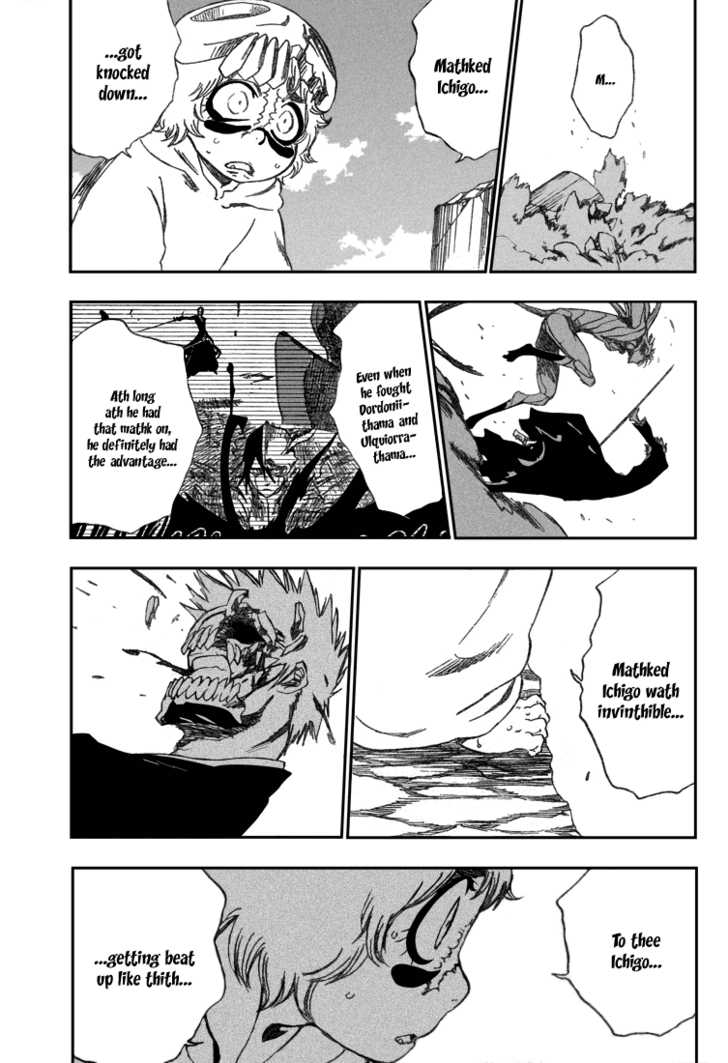 M...
Mathked
Ichigo...
...got
knocked
down...
Even when
he fought
Dordonii-
thama and
Ulquiorra-
thama...
Ath long
ath he had
that mathk on,
he definitely had
the advantage...
Mathked
Ichigo wath
invinthible...
To thee
Ichigo...
...getting beat
up like thith...